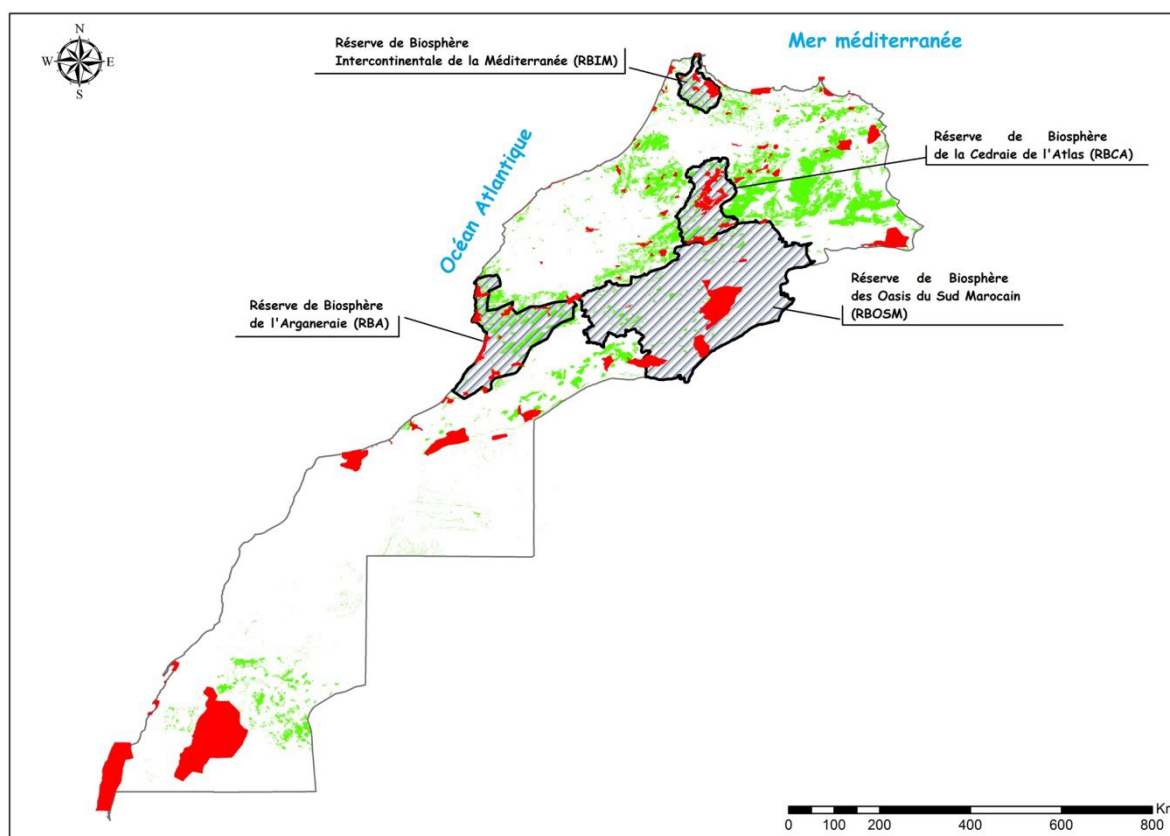 N
W E
S
Mer méditerranée
Réserve de Biosphère
Intercontinentale de la Méditerranée (RBIM)
Réserve de Biosphère
de la Cedraie de l'Atlas (RBCA)
Océan Atlantique
Réserve de Biosphère
des Oasis du Sud Marocain
(RBOSM)
Réserve de Biosphère
de l'Arganeraie (RBA)
Km
0 100 200 400 600 800